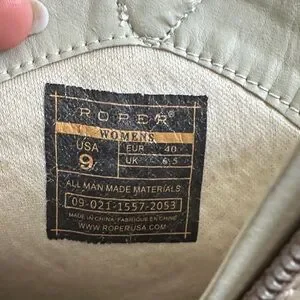 ROPER®
WOMENS
USA EUR 40
9 UK 6.5
ALL MAN MADE MATERIALS
09-021-1557-2053
MADE IN CHINA / FABRIQUE EN CHINE
WWW.ROPERUSA.COM